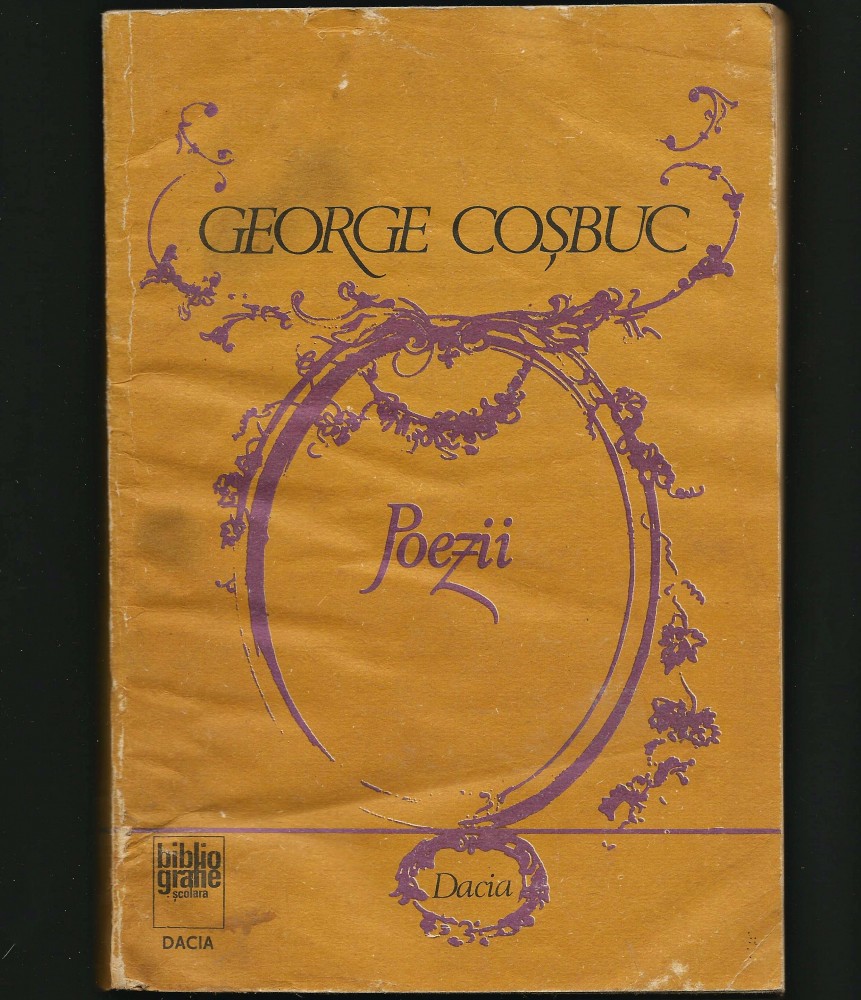 GEORGE COȘBUC
Poezii
biblio
grafie
școlara
DACIA
Dacia